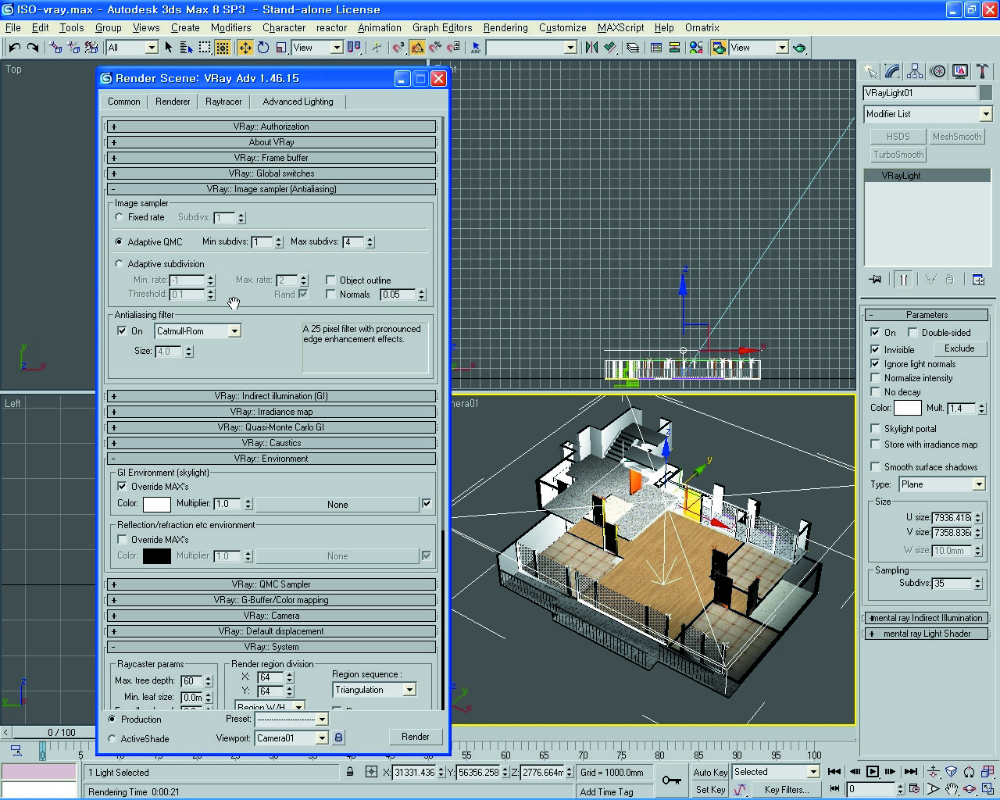 ISO-vray.max - Autodesk 3ds Max 8 SP3 - Stand-alone License
File Edit Tools Group Views Create Modifiers Character reactor Animation Graph Editors Rendering Customize MAXScript Help Ornatrix
All View View
Top
Render Scene: VRay Adv 1.46.15
Common Renderer Raytracer Advanced Lighting
+ VRay:: Authorization
+ About VRay
+ VRay:: Frame buffer
+ VRay:: Global switches
- VRay:: Image sampler (Antialiasing)
Image sampler
Fixed rate Subdivs: 1
Adaptive QMC Min subdivs: 1 Max subdivs: 4
Adaptive subdivision
Min. rate: -1 Max. rate: 2 Object outline
Threshold: 0.1 Rand Normals 0.05
Antialiasing filter
On Catmull-Rom
A 25 pixel filter with pronounced
edge enhancement effects.
Size: 4.0
+ VRay:: Indirect illumination (GI)
+ VRay:: Irradiance map
+ VRay:: Quasi-Monte Carlo GI
+ VRay:: Caustics
- VRay:: Environment
GI Environment (skylight)
Override MAX's
Color: Multiplier: 1.0 None
Reflection/refraction etc environment
Override MAX's
Color: Multiplier: 1.0 None
+ VRay:: QMC Sampler
+ VRay:: G-Buffer/Color mapping
+ VRay:: Camera
+ VRay:: Default displacement
- VRay:: System
Raycaster params
Max. tree depth: 60
Min. leaf size: 0.0m
Render region division
X: 64
Y: 64
Region W/H
Region sequence :
Triangulation
Production Preset: -------------------------
ActiveShade Viewport: Camera01 Render
ht
z
x
Left
y
x
z
mera01
z
y
VRayLight01
Modifier List
HSDS MeshSmooth
TurboSmooth
VRayLight
- Parameters
On Double-sided
Invisible Exclude
Ignore light normals
Normalize intensity
No decay
Color: Mult. 1.4
Skylight portal
Store with irradiance map
Smooth surface shadows
Type: Plane
Size
U size: 7936.418
V size: 7358.836
W size: 10.0mm
Sampling
Subdivs: 35
+ mental ray Indirect Illumination
+ mental ray Light Shader
< 0 / 100
0 5 55 60 65 70 75 80 85 90 95 100
1 Light Selected X: 31331.436 Y: 56356.258 Z: 2776.664m Grid = 1000.0mm Auto Key Selected
Rendering Time 0:00:21 Add Time Tag Set Key Key Filters... 0